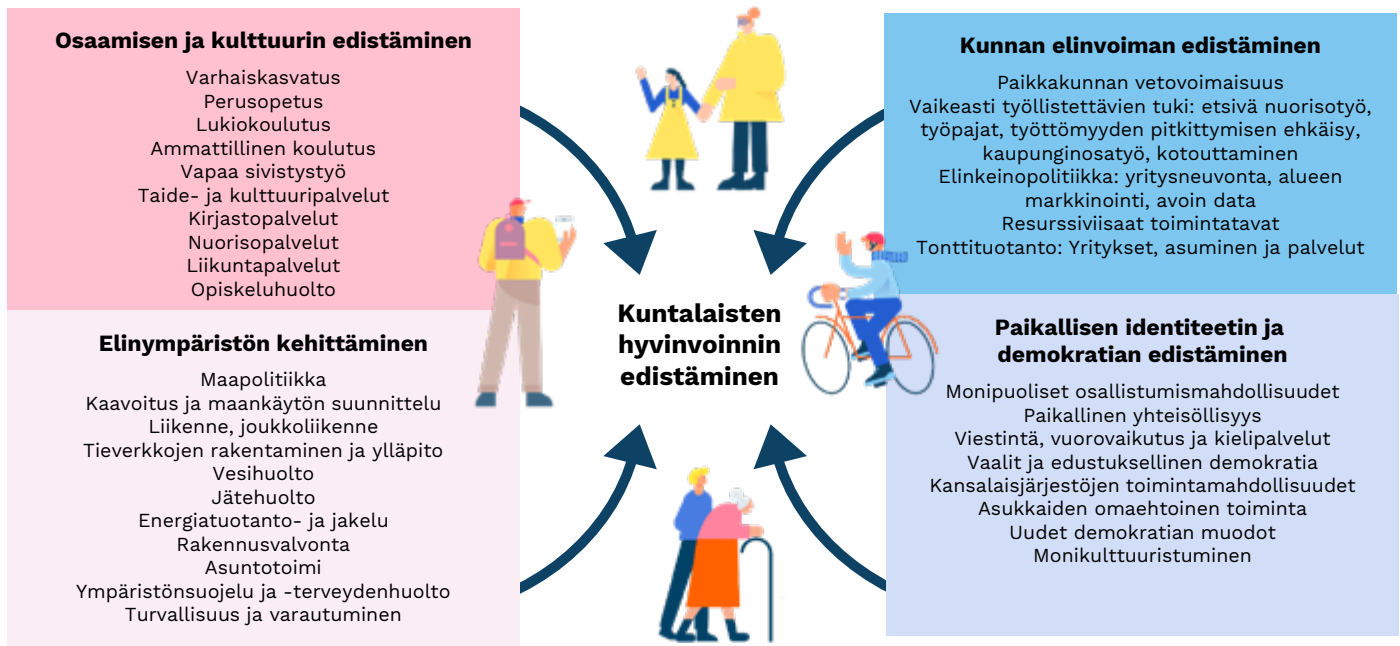 Osaamisen ja kulttuurin edistäminen
Varhaiskasvatus
Perusopetus
Lukiokoulutus
Ammattillinen koulutus
Vapaa sivistystyö
Taide- ja kulttuuripalvelut
Kirjastopalvelut
Nuorisopalvelut
Liikuntapalvelut
Opiskeluhuolto
Kunnan elinvoiman edistäminen
Paikkakunnan vetovoimaisuus
Vaikeasti työllistettävien tuki: etsivä nuorisotyö,
työpajat, työttömyyden pitkittymisen ehkäisy,
kaupunginosatyö, kotouttaminen
Elinkeinopolitiikka: yritysneuvonta, alueen
markkinointi, avoin data
Resurssiviisaat toimintatavat
Tonttituotanto: Yritykset, asuminen ja palvelut
Kuntalaisten
hyvinvoinnin
edistäminen
Elinympäristön kehittäminen
Maapolitiikka
Kaavoitus ja maankäytön suunnittelu
Liikenne, joukkoliikenne
Tieverkkojen rakentaminen ja ylläpito
Vesihuolto
Jätehuolto
Energiatuotanto- ja jakelu
Rakennusvalvonta
Asuntotoimi
Ympäristönsuojelu ja -terveydenhuolto
Turvallisuus ja varautuminen
Paikallisen identiteetin ja
demokratian edistäminen
Monipuoliset osallistumismahdollisuudet
Paikallinen yhteisöllisyys
Viestintä, vuorovaikutus ja kielipalvelut
Vaalit ja edustuksellinen demokratia
Kansalaisjärjestöjen toimintamahdollisuudet
Asukkaiden omaehtoinen toiminta
Uudet demokratian muodot
Monikulttuuristuminen